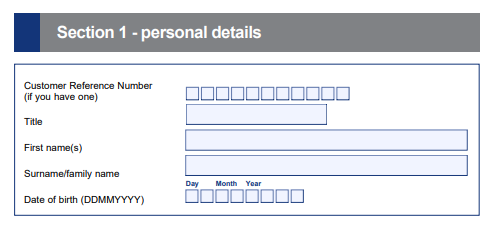 Section 1 - personal details
Customer Reference Number
(if you have one)
Title
First name(s)
Surname/family name
Day Month Year
Date of birth (DDMMYYYY)